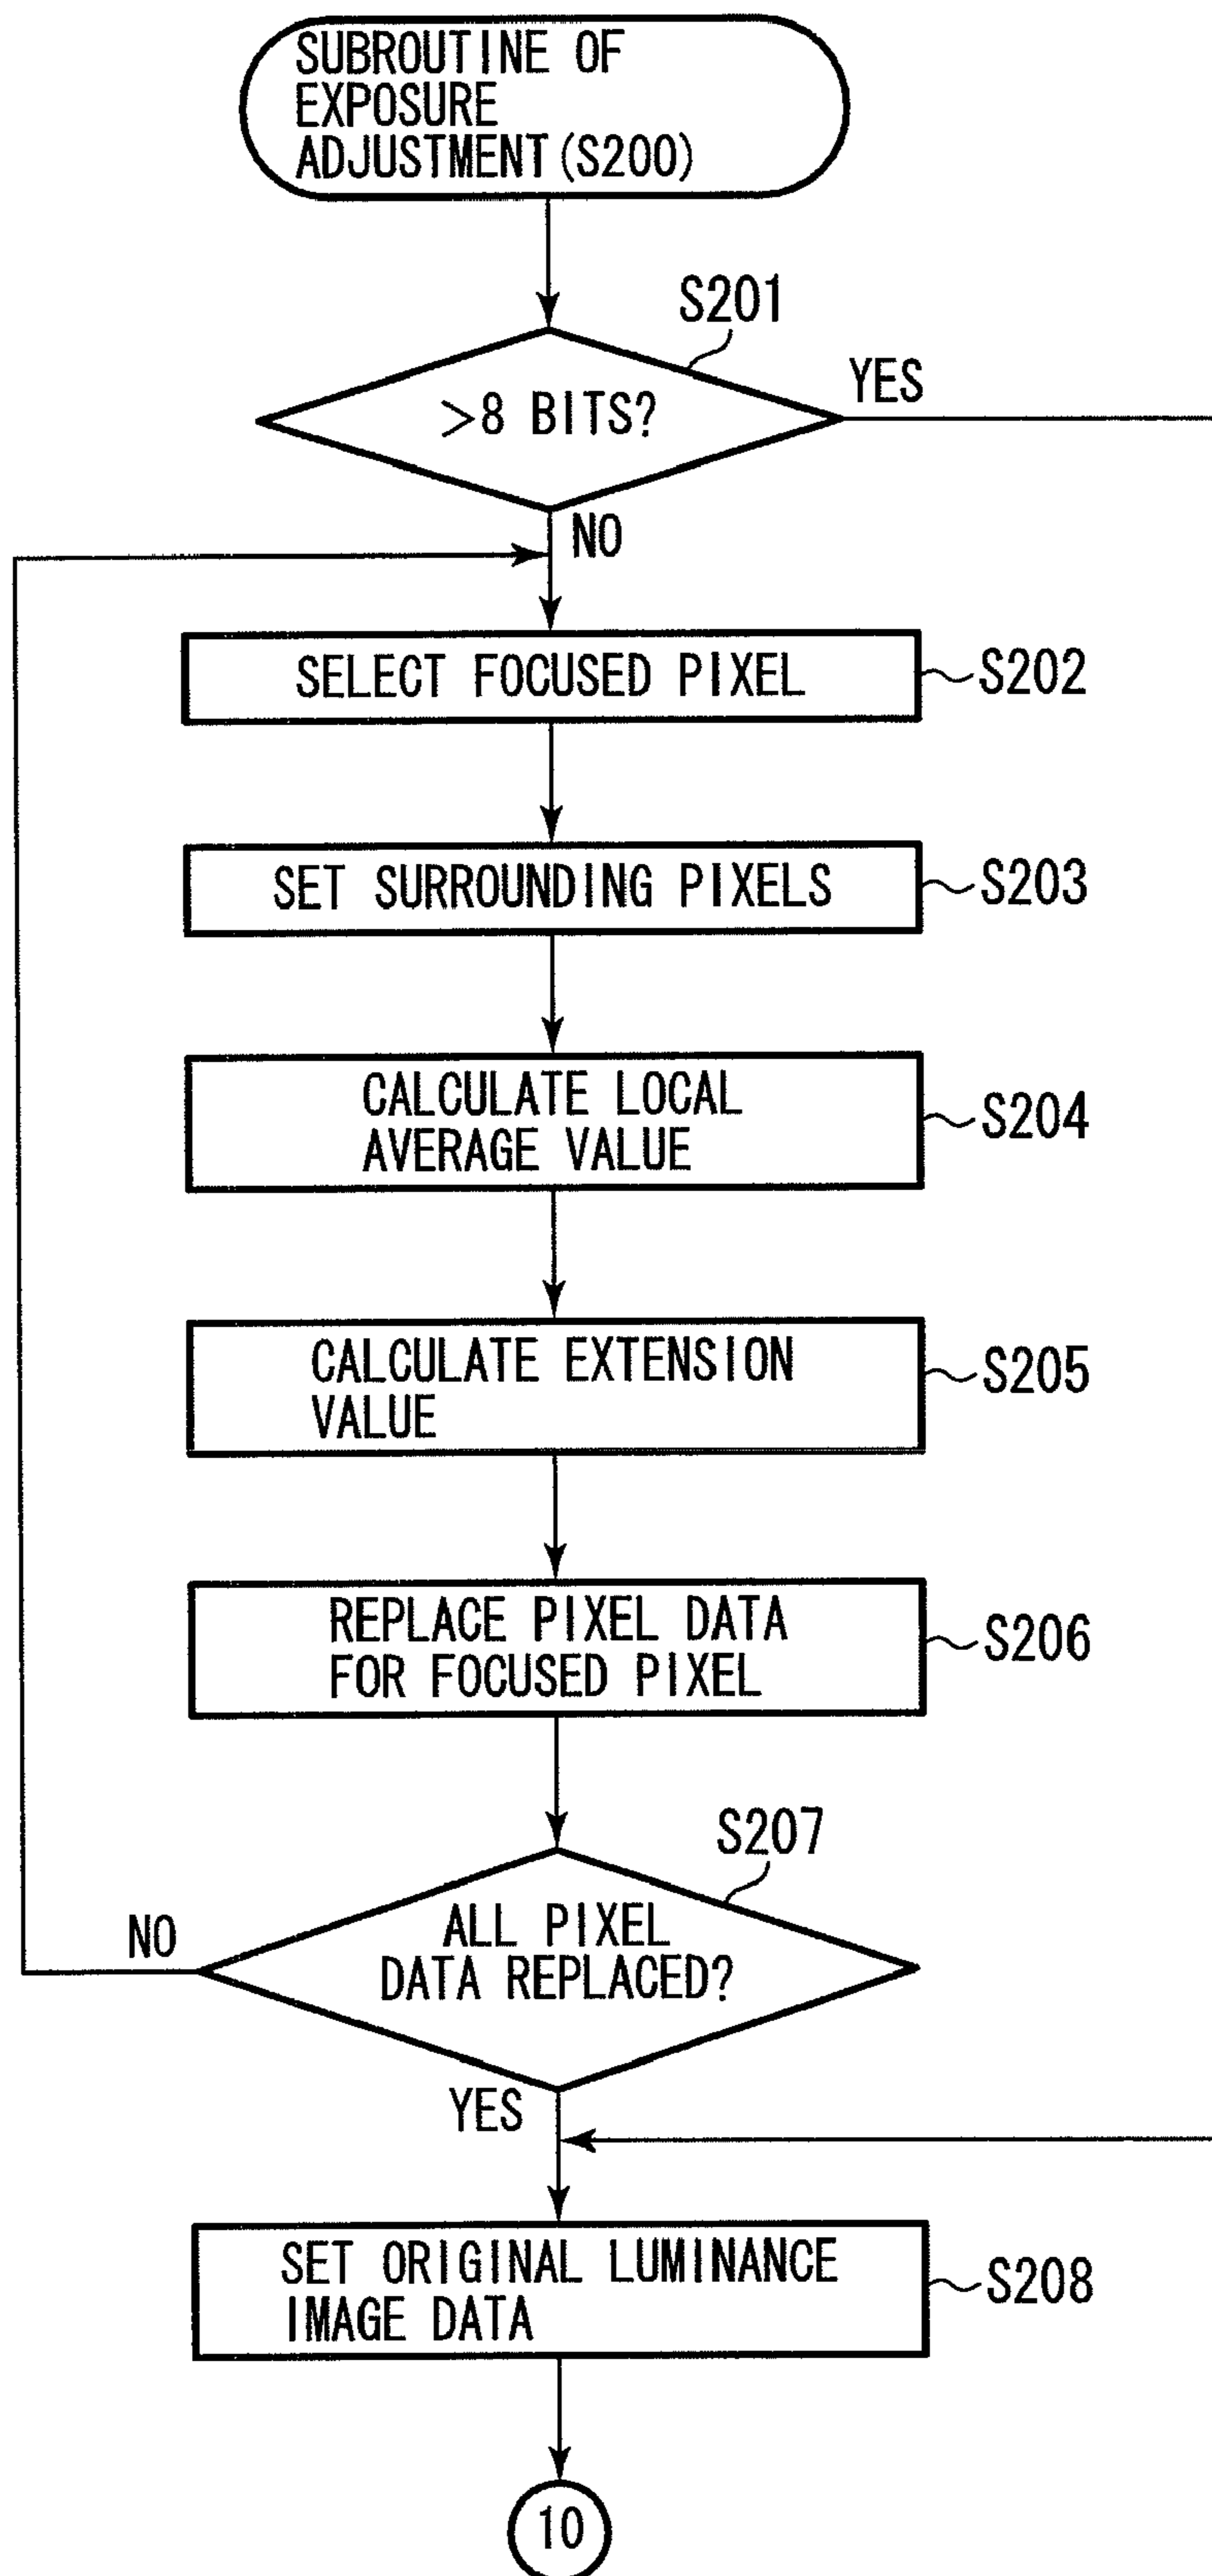 SUBROUTINE OF
EXPOSURE
ADJUSTMENT(S200)
S201
>8 BITS?
YES
NO
SELECT FOCUSED PIXEL
S202
SET SURROUNDING PIXELS
S203
CALCULATE LOCAL
AVERAGE VALUE
S204
CALCULATE EXTENSION
VALUE
S205
REPLACE PIXEL DATA
FOR FOCUSED PIXEL
S206
S207
ALL PIXEL
DATA REPLACED?
NO
YES
SET ORIGINAL LUMINANCE
IMAGE DATA
S208
10